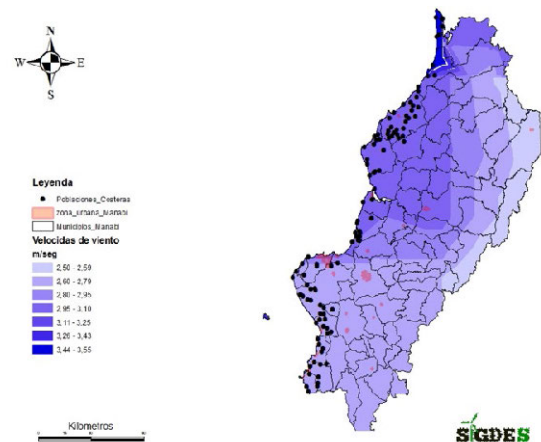 N
W E
S
Leyenda
Poblaciones_Costeras
zona_urbana_Manabi
Municipios_Manabi
Velocidas de viento
m/seg
2,50 - 2,59
2,60 - 2,79
2,80 - 2,95
2,95 - 3,10
3,11 - 3,25
3,26 - 3,43
3,44 - 3,55
Kilometros
SIGDES